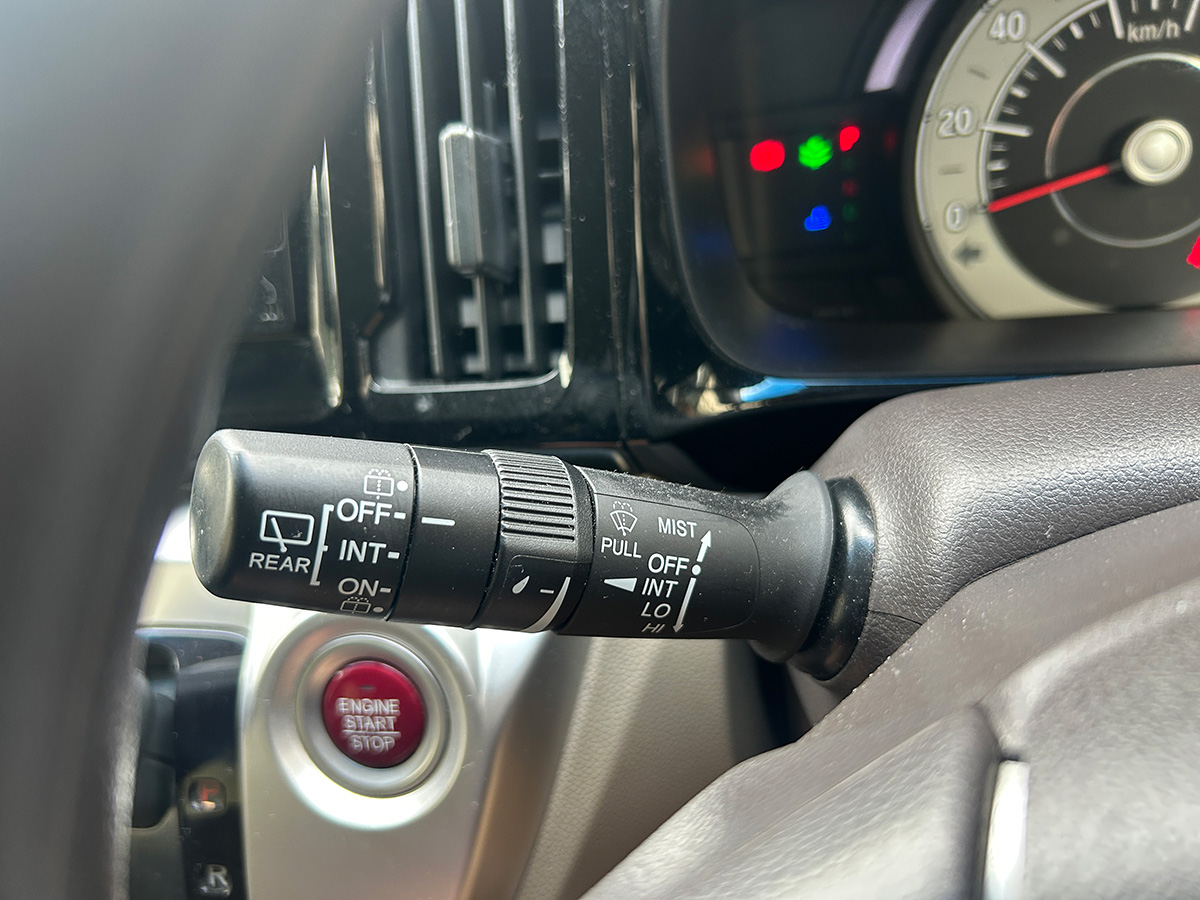 40
km/h
20
0
REAR
OFF
INT
ON
PULL
MIST
OFF
INT
LO
HI
ENGINE
START
STOP
R